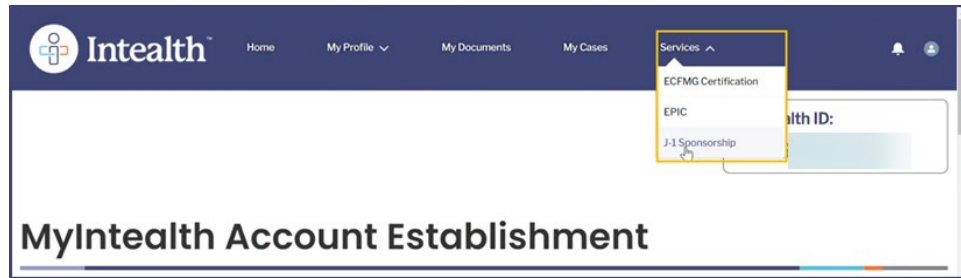 Intealth™ Home My Profile My Documents My Cases Services
ECFMG Certification
EPIC
alth ID:
J-1 Sponsorship
MyIntealth Account Establishment